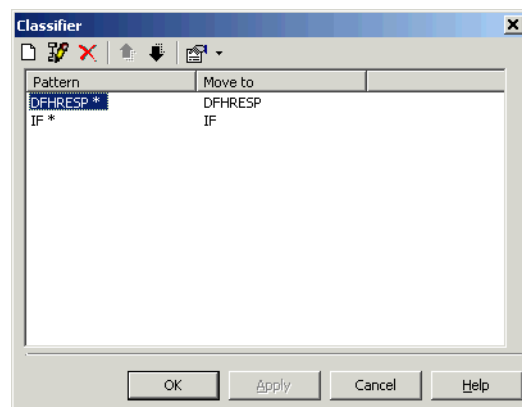 Classifier
Pattern Move to
DFHRESP * DFHRESP
IF * IF
OK Apply Cancel Help